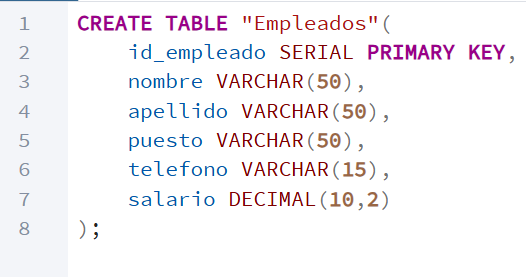 1 CREATE TABLE "Empleados"(
2 id_empleado SERIAL PRIMARY KEY,
3 nombre VARCHAR(50),
4 apellido VARCHAR(50),
5 puesto VARCHAR(50),
6 telefono VARCHAR(15),
7 salario DECIMAL(10,2)
8 );